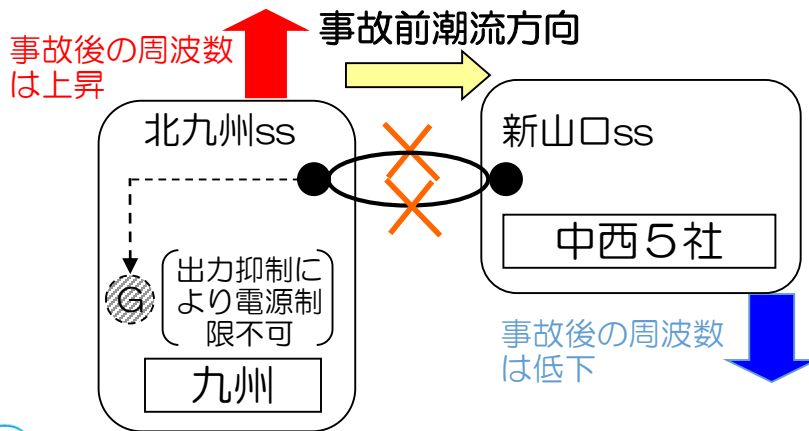 事故前潮流方向
事故後の周波数
は上昇
北九州ss
新山口ss
中西５社
G
出力抑制に
より電源制
限不可
九州
事故後の周波数
は低下